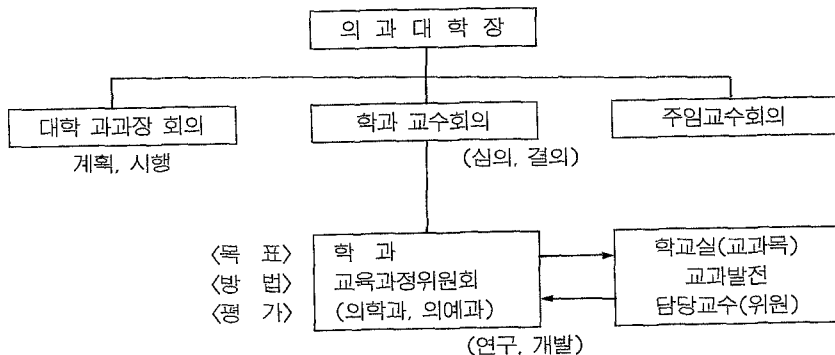 의 과 대 학 장
대학 과과장 회의
학과 교수회의
주임교수회의
계획, 시행
(심의, 결의)
〈목 표〉
〈방 법〉
〈평 가〉
학 과
교육과정위원회
(의학과, 의예과)
학교실(교과목)
교과발전
담당교수(위원)
(연구, 개발)